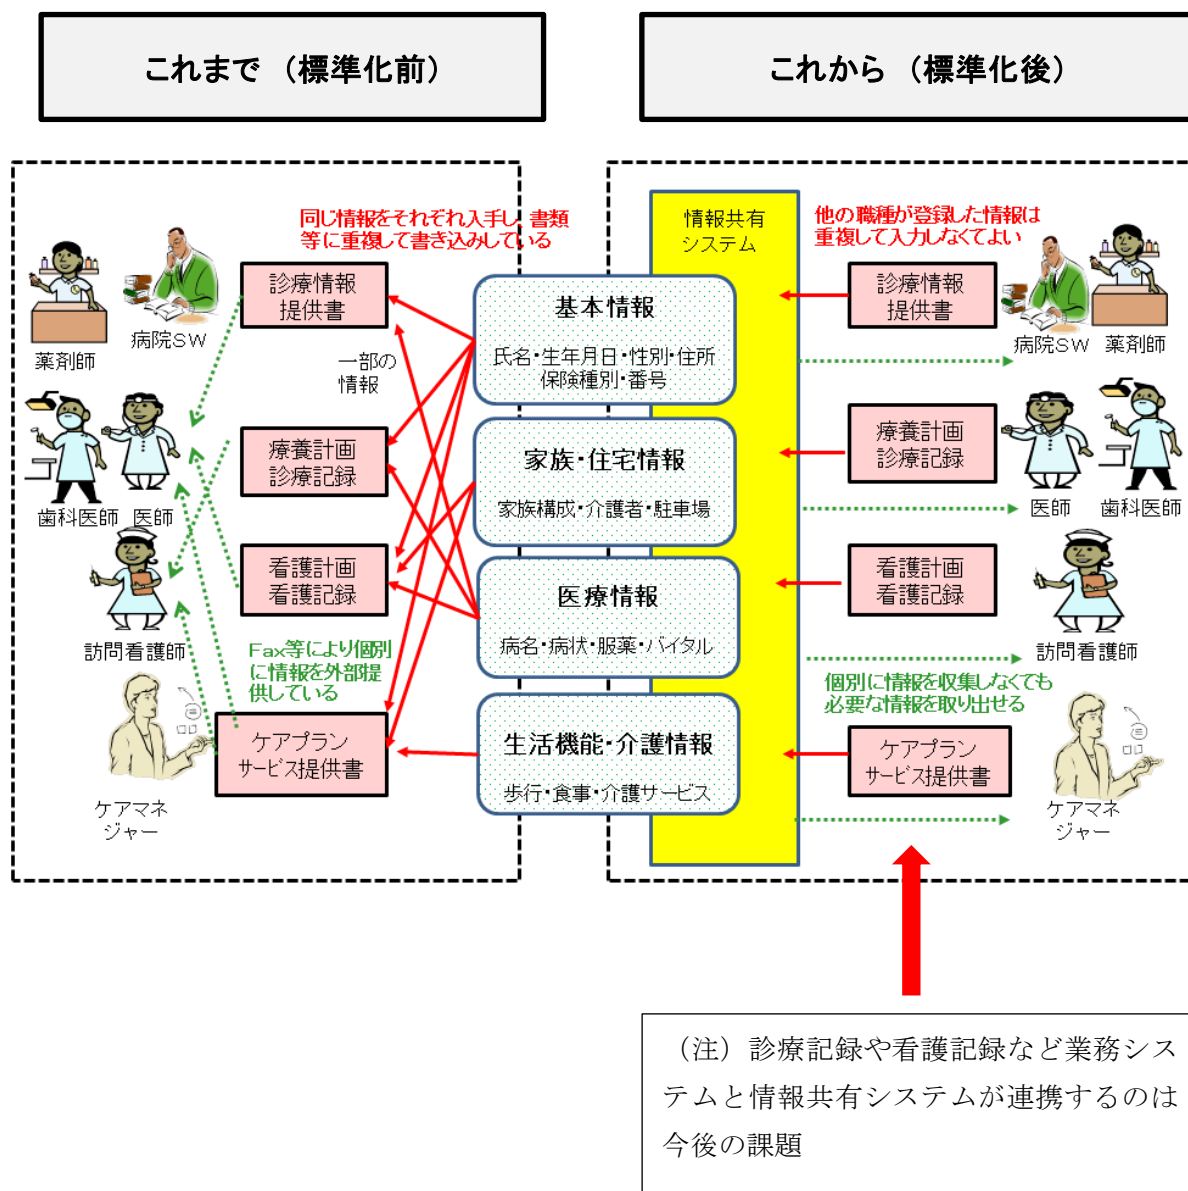 これまで （標準化前）
これから （標準化後）
同じ情報をそれぞれ入手し、書類
等に重複して書き込みしている
診療情報
提供書
薬剤師
病院SW
一部の
情報
療養計画
診療記録
歯科医師
医師
看護計画
看護記録
訪問看護師
Fax等により個別
に情報を外部提
供している
ケアプラン
サービス提供書
ケアマネ
ジャー
基本情報
氏名・生年月日・性別・住所
保険種別・番号
家族・住宅情報
家族構成・介護者・駐車場
医療情報
病名・病状・服薬・バイタル
生活機能・介護情報
歩行・食事・介護サービス
情報共有
システム
他の職種が登録した情報は
重複して入力しなくてよい
診療情報
提供書
病院SW
薬剤師
療養計画
診療記録
医師
歯科医師
看護計画
看護記録
訪問看護師
個別に情報を収集しなくても
必要な情報を取り出せる
ケアプラン
サービス提供書
ケアマネ
ジャー
（注）診療記録や看護記録など業務シス
テムと情報共有システムが連携するのは
今後の課題